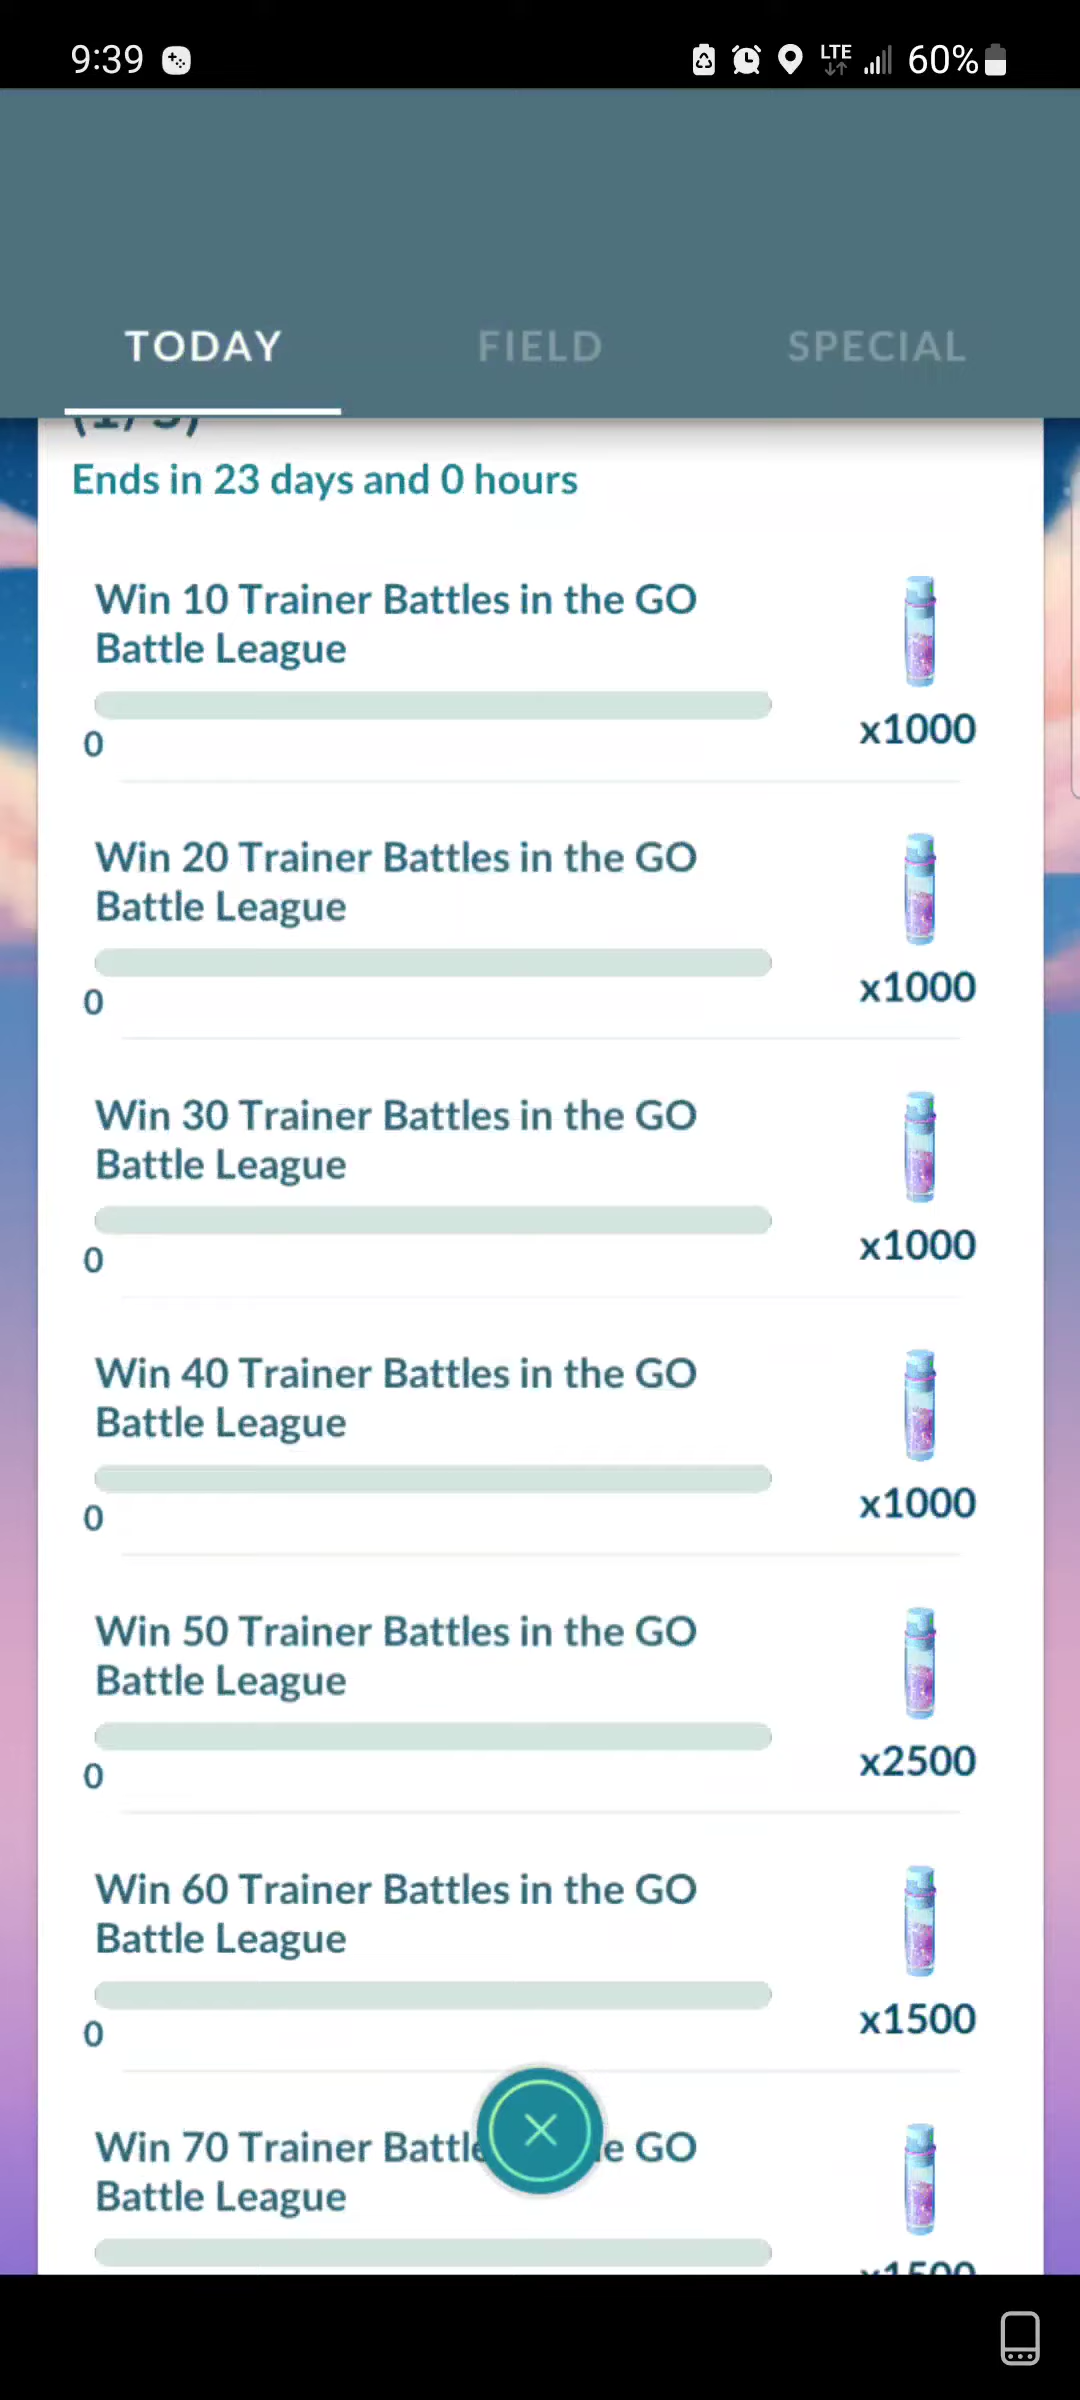 9:39
LTE
60%
TODAY
FIELD
SPECIAL
Ends in 23 days and 0 hours
Win 10 Trainer Battles in the GO
Battle League
0
x1000
Win 20 Trainer Battles in the GO
Battle League
0
x1000
Win 30 Trainer Battles in the GO
Battle League
0
x1000
Win 40 Trainer Battles in the GO
Battle League
0
x1000
Win 50 Trainer Battles in the GO
Battle League
0
x2500
Win 60 Trainer Battles in the GO
Battle League
0
x1500
Win 70 Trainer GO
Battle League
x1500